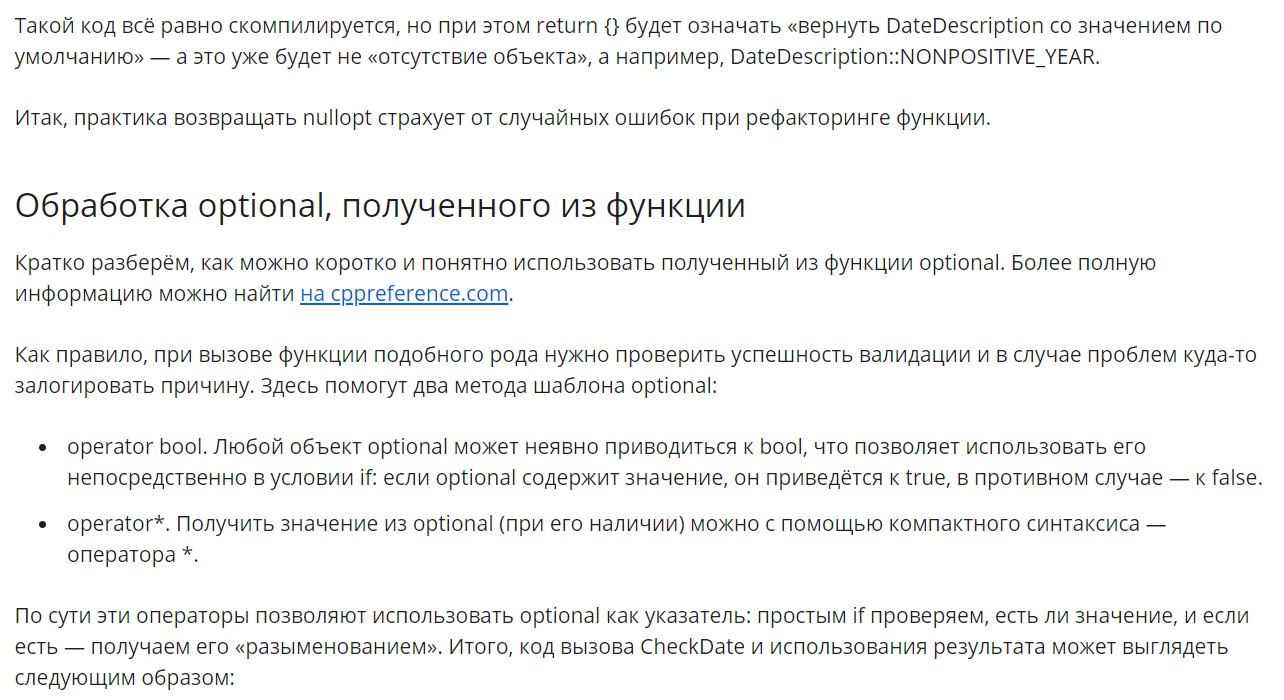 Такой код всё равно скомпилируется, но при этом return {} будет означать «вернуть DateDescription со значением по
умолчанию» — а это уже будет не «отсутствие объекта», а например, DateDescription::NONPOSITIVE_YEAR.
Итак, практика возвращать nullopt страхует от случайных ошибок при рефакторинге функции.
Обработка optional, полученного из функции
Кратко разберём, как можно коротко и понятно использовать полученный из функции optional. Более полную
информацию можно найти на cppreference.com.
Как правило, при вызове функции подобного рода нужно проверить успешность валидации и в случае проблем куда-то
залогировать причину. Здесь помогут два метода шаблона optional:
• operator bool. Любой объект optional может неявно приводиться к bool, что позволяет использовать его
непосредственно в условии if: если optional содержит значение, он приведётся к true, в противном случае — к false.
• operator*. Получить значение из optional (при его наличии) можно с помощью компактного синтаксиса —
оператора *.
По сути эти операторы позволяют использовать optional как указатель: простым if проверяем, есть ли значение, и если
есть — получаем его «разыменованием». Итого, код вызова CheckDate и использования результата может выглядеть
следующим образом: